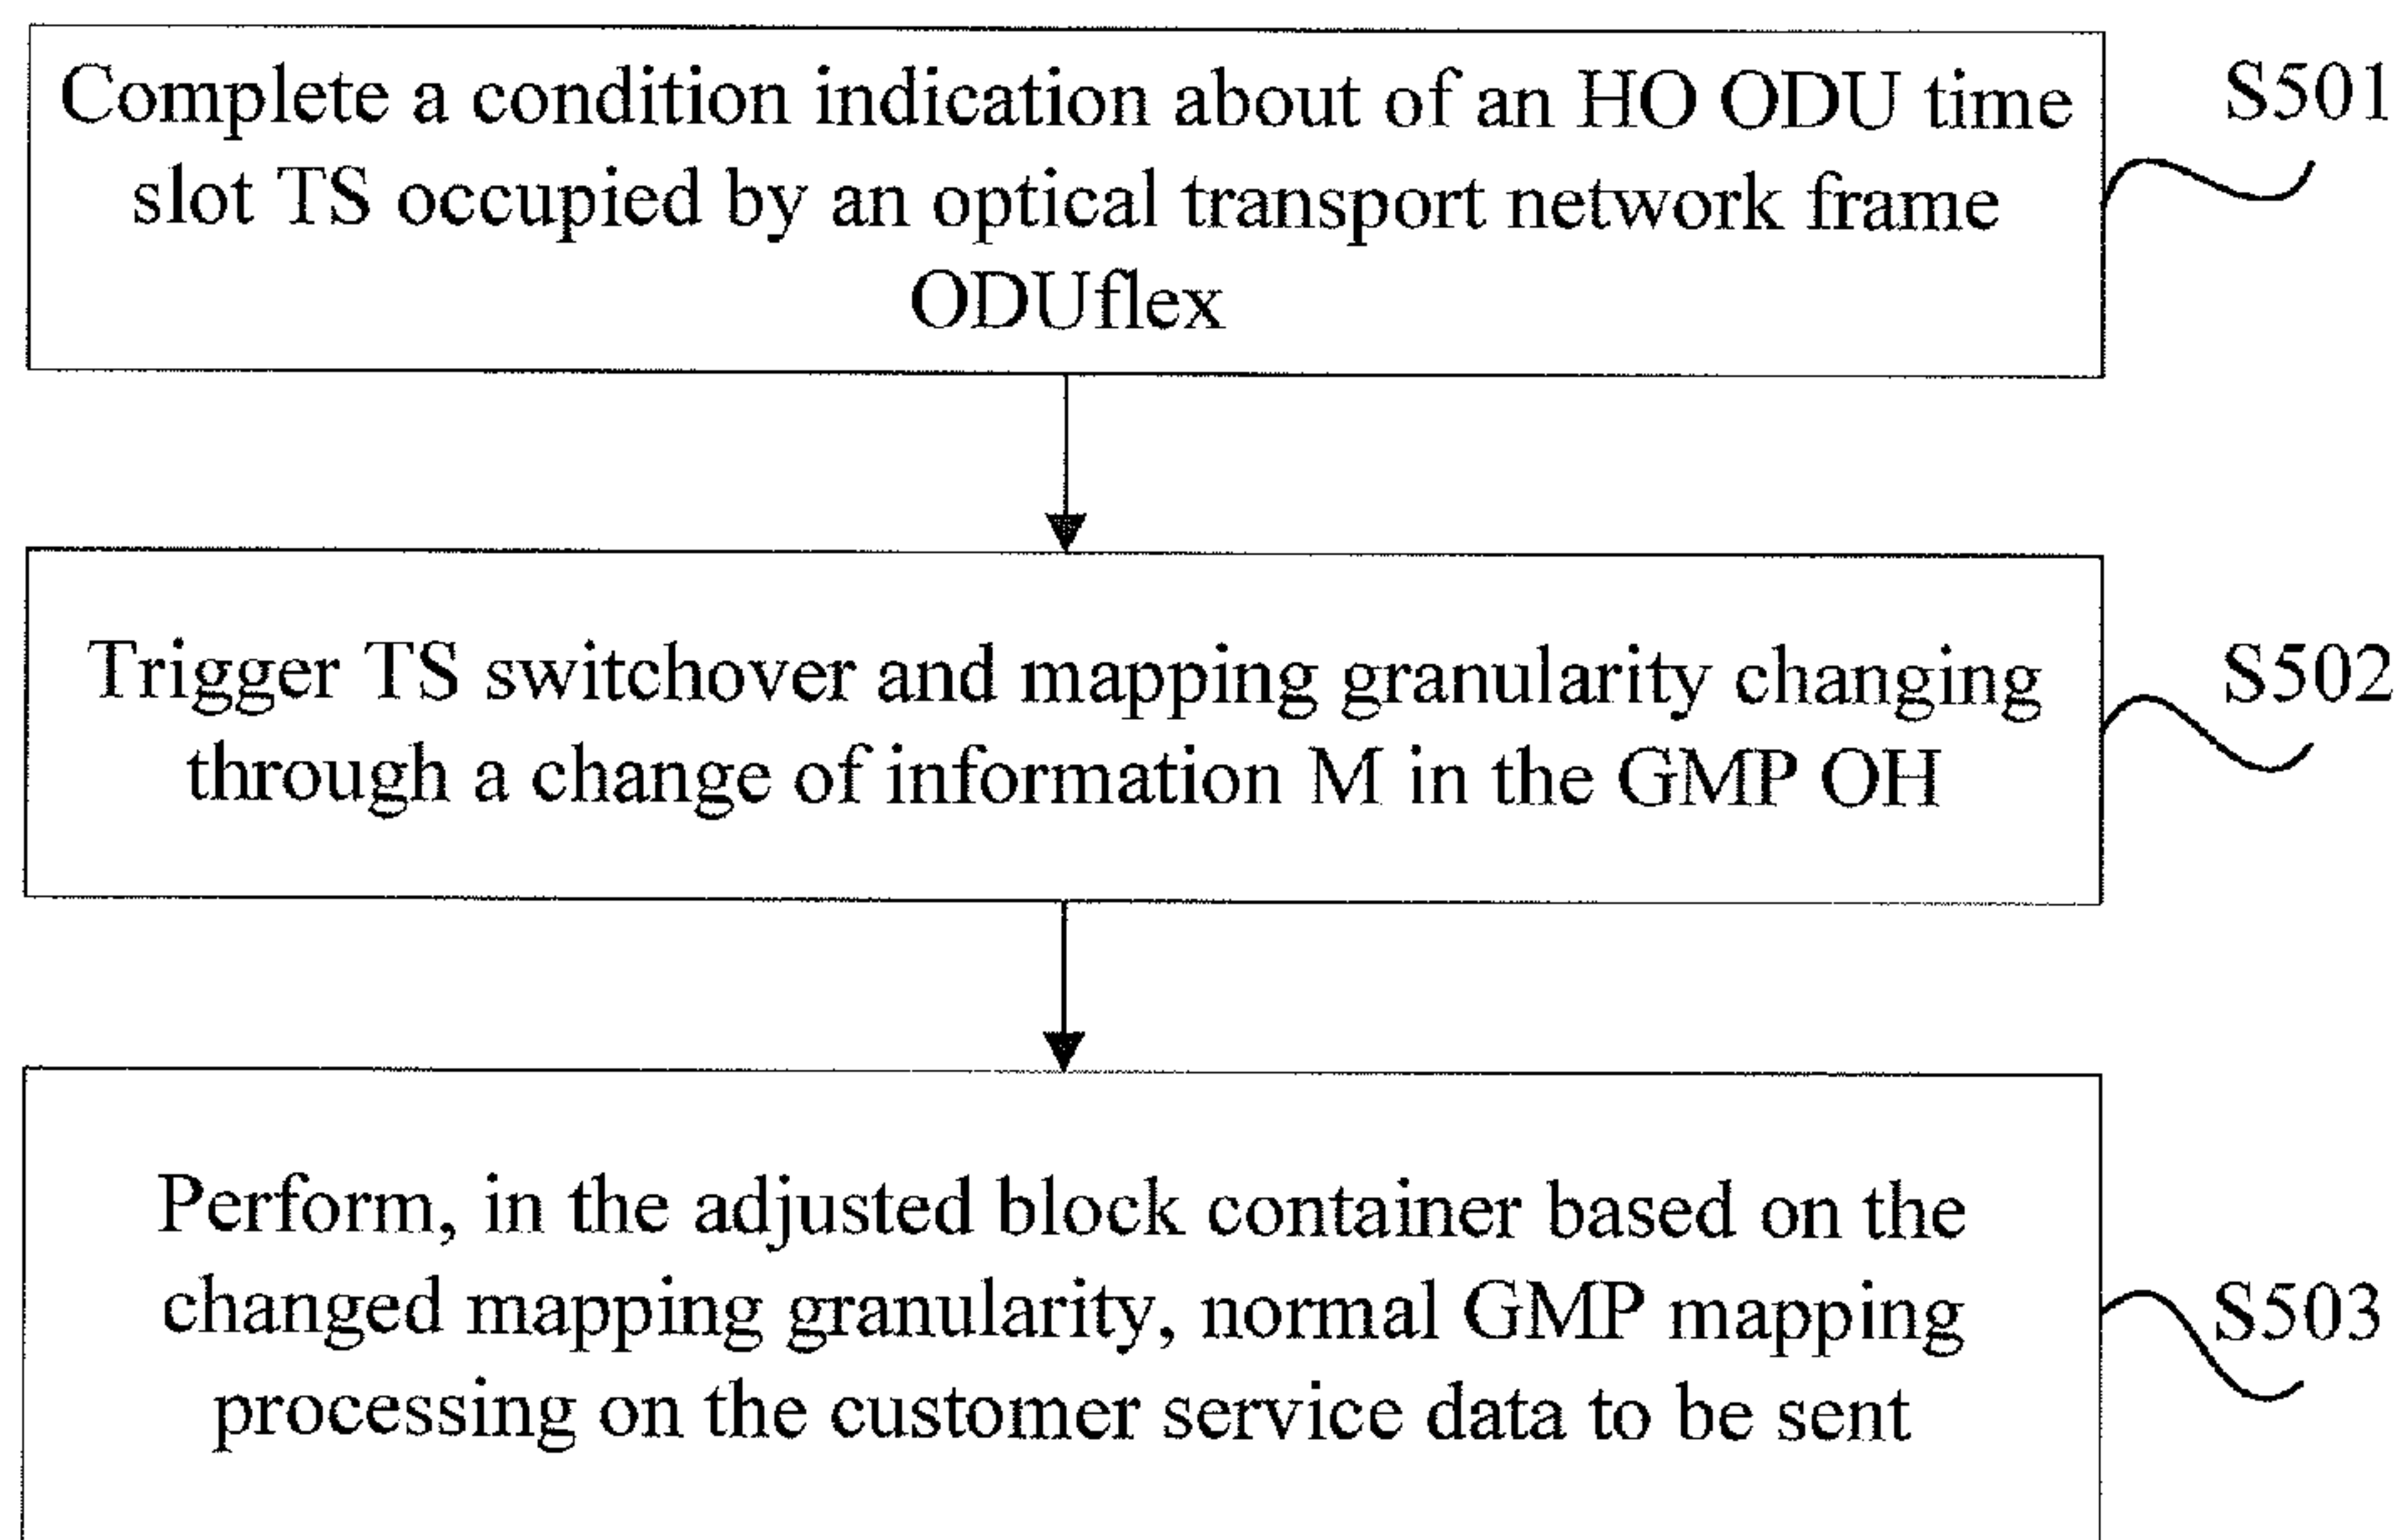 Complete a condition indication about of an HO ODU time
slot TS occupied by an optical transport network frame
ODUflex
S501
Trigger TS switchover and mapping granularity changing
through a change of information M in the GMP OH
S502
Perform, in the adjusted block container based on the
changed mapping granularity, normal GMP mapping
processing on the customer service data to be sent
S503